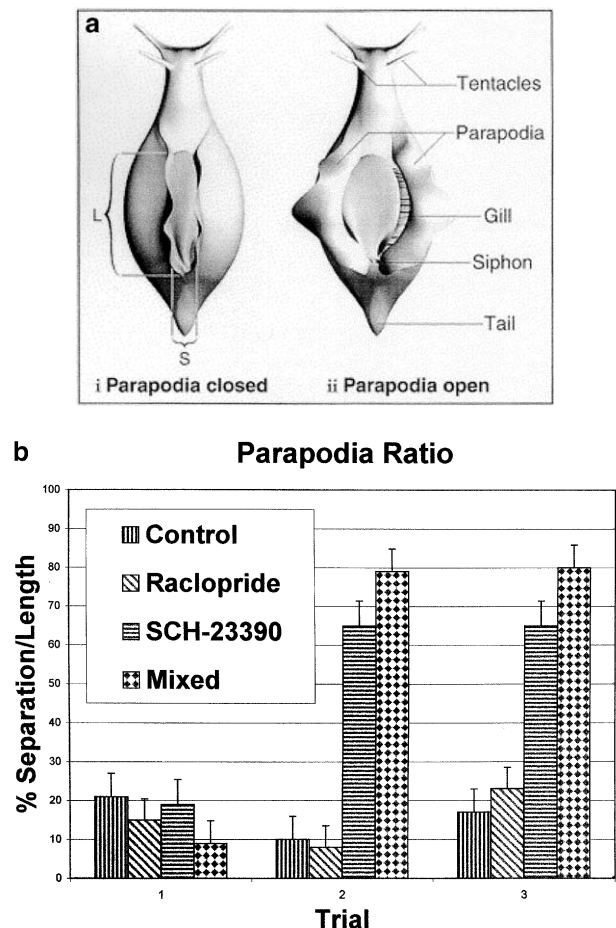 a
Tentacles
Parapodia
L
Gill
Siphon
Tail
S
i Parapodia closed
ii Parapodia open
b
Parapodia Ratio
% Separation/Length
100
90
80
70
60
50
40
30
20
10
0
Control
Raclopride
SCH-23390
Mixed
1
2
3
Trial